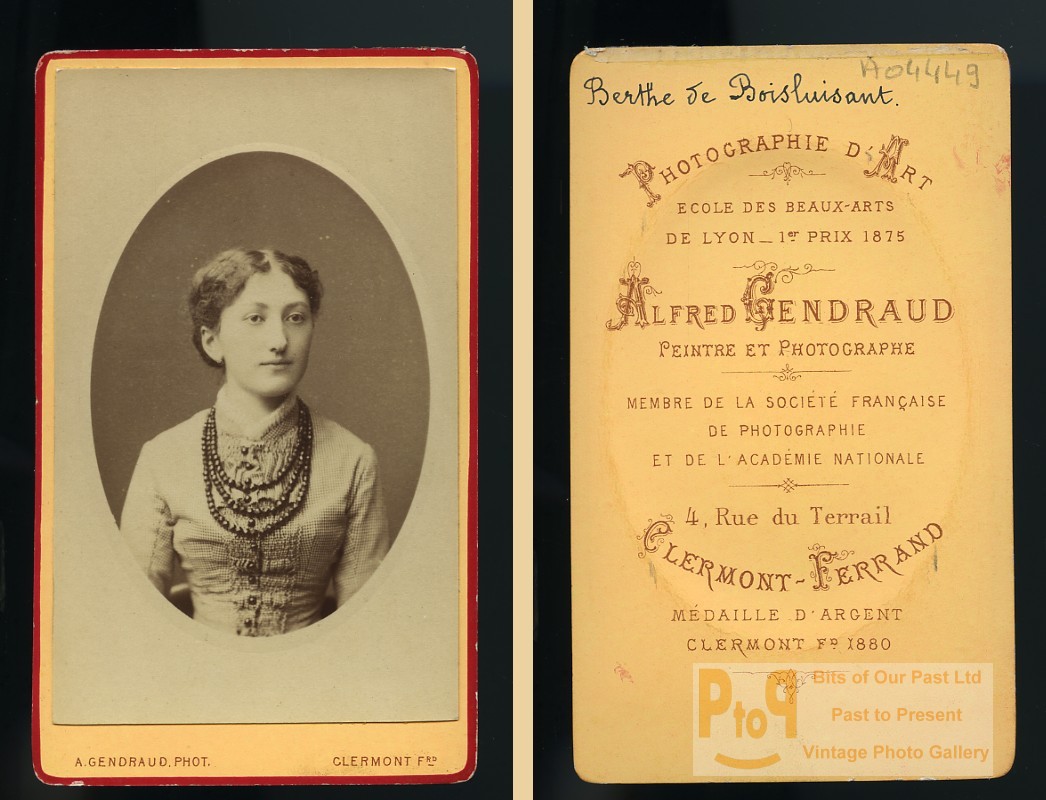 A.GENDRAUD, PHOT. CLERMONT FRD
A04449
Berthe de Boisluisant.
PHOTOGRAPHIE D'ART
ECOLE DES BEAUX-ARTS
DE LYON _ 1er PRIX 1875
ALFRED GENDRAUD
PEINTRE ET PHOTOGRAPHE
MEMBRE DE LA SOCIÉTÉ FRANÇAISE
DE PHOTOGRAPHIE
ET DE L'ACADÉMIE NATIONALE
4, Rue du Terrail
CLERMONT-FERRAND
MÉDAILLE D'ARGENT
CLERMONT FD 1880
PtoP
Bits of Our Past Ltd
Past to Present
Vintage Photo Gallery